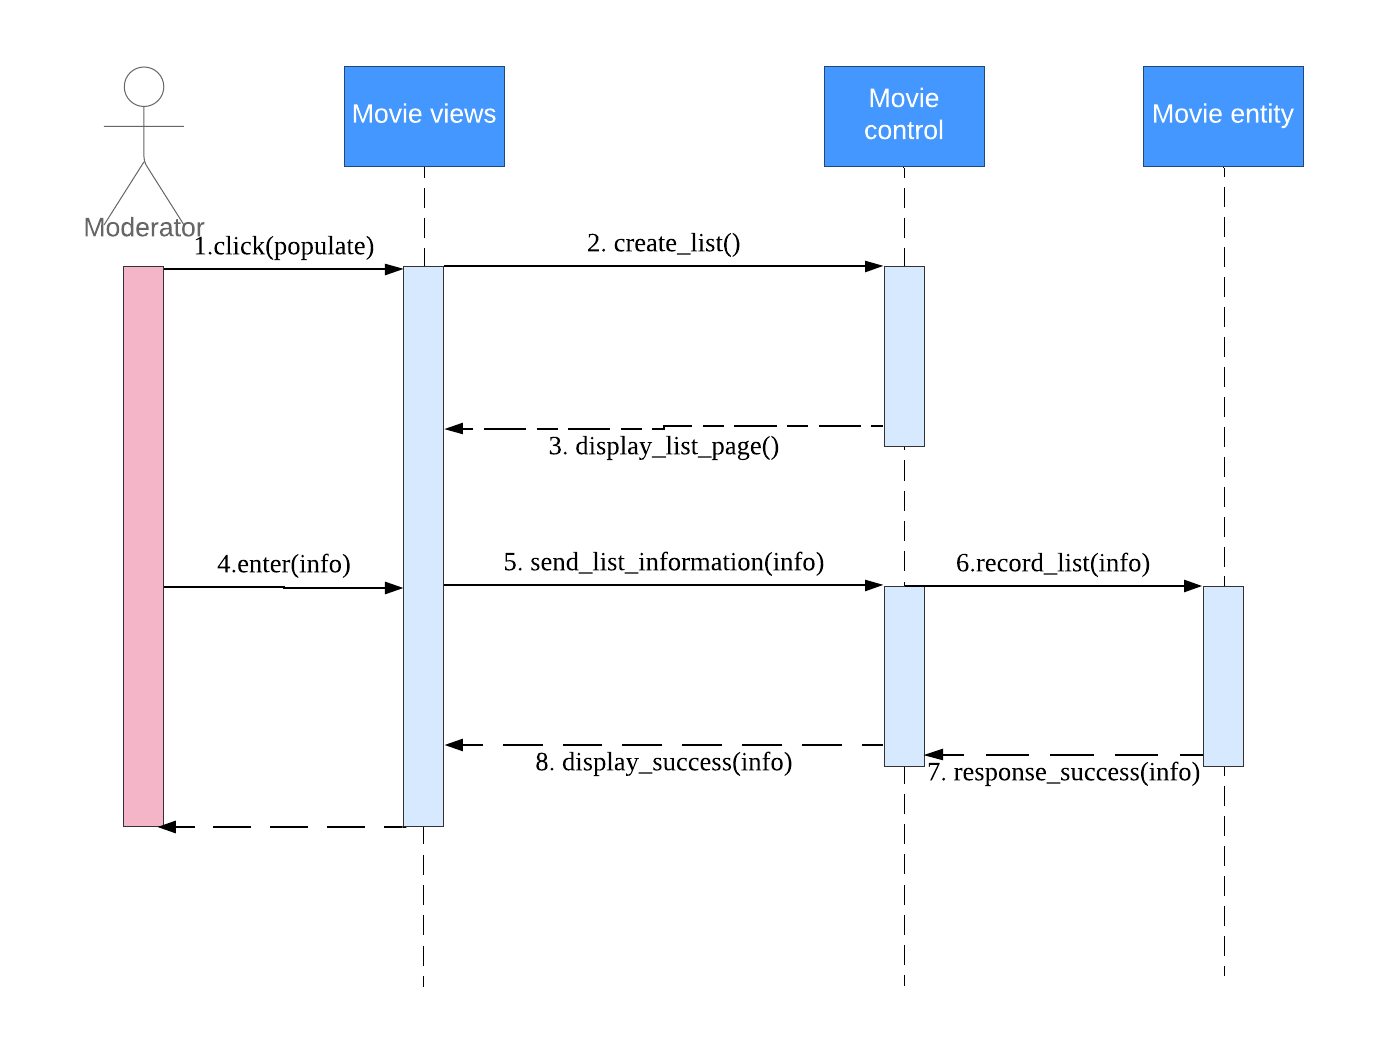 Movie views
Movie
control
Movie entity
Moderator
1.click(populate)
2. create_list()
3. display_list_page()
4.enter(info)
5. send_list_information(info)
6.record_list(info)
8. display_success(info)
7. response_success(info)